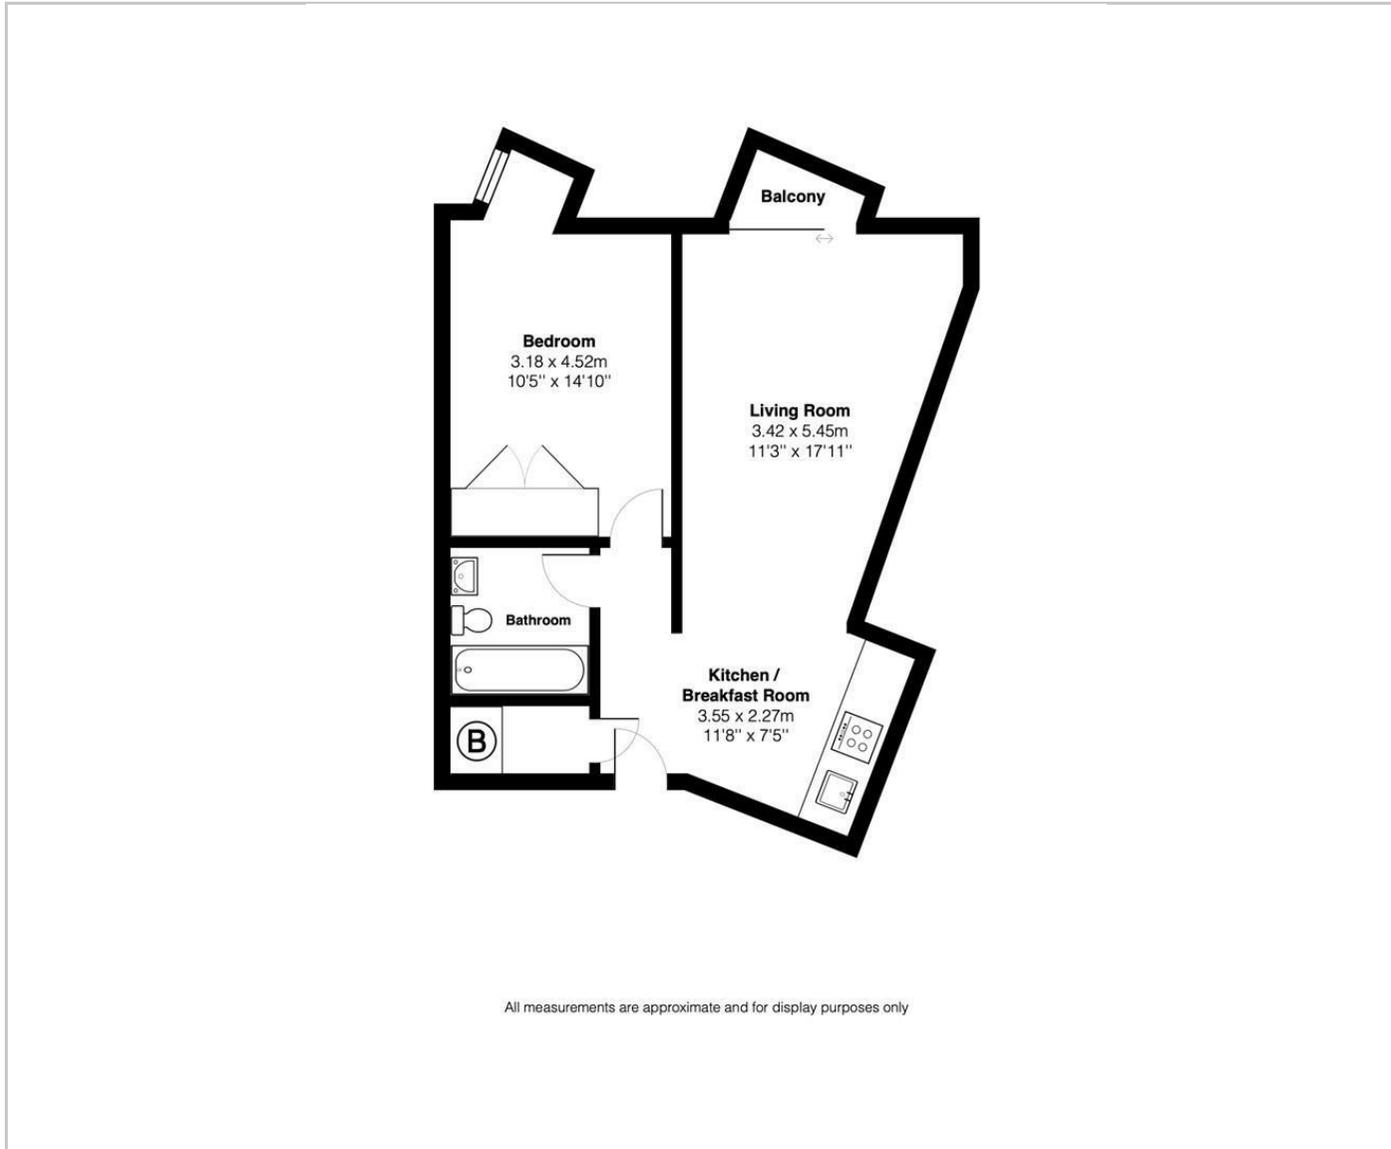 Balcony
Bedroom
3.18 x 4.52m
10'5" x 14'10"
Living Room
3.42 x 5.45m
11'3" x 17'11"
Bathroom
Kitchen /
Breakfast Room
3.55 x 2.27m
11'8" x 7'5"
B
All measurements are approximate and for display purposes only